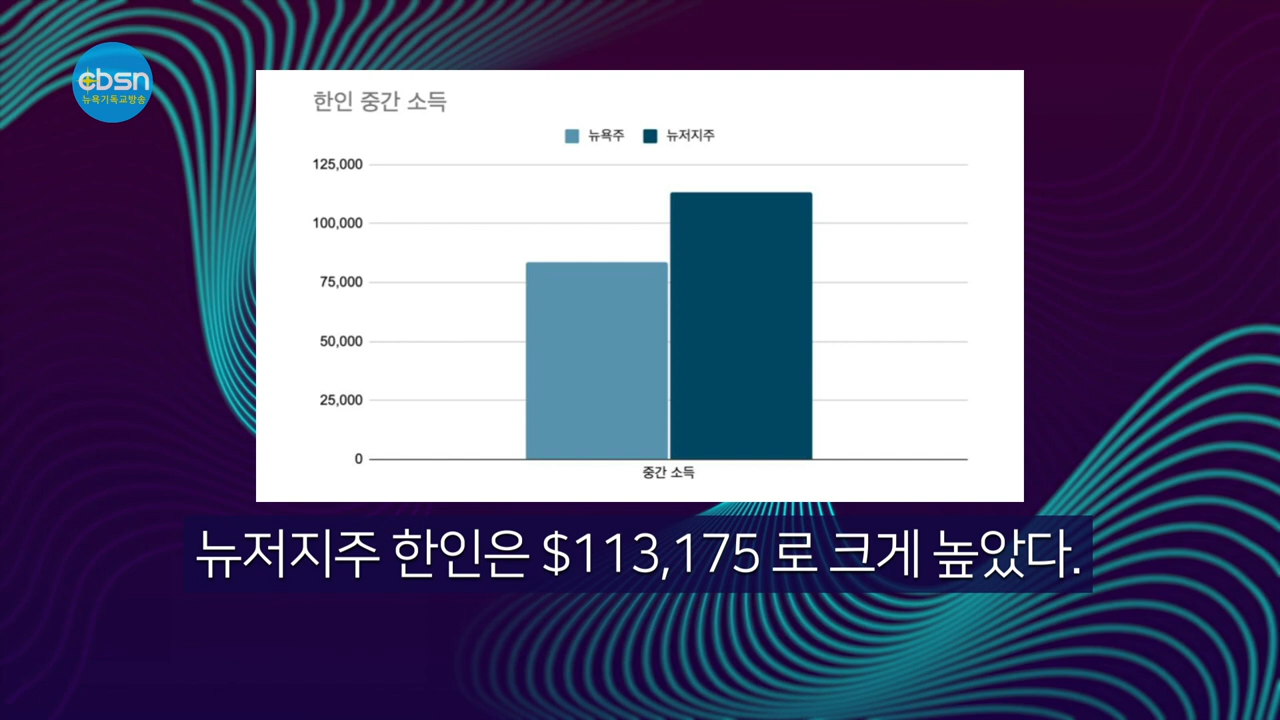 cbsn
뉴욕기독교방송
한인 중간 소득
뉴욕주 뉴저지주
125,000
100,000
75,000
50,000
25,000
0
중간 소득
뉴저지주 한인은 $113,175 로 크게 높았다.